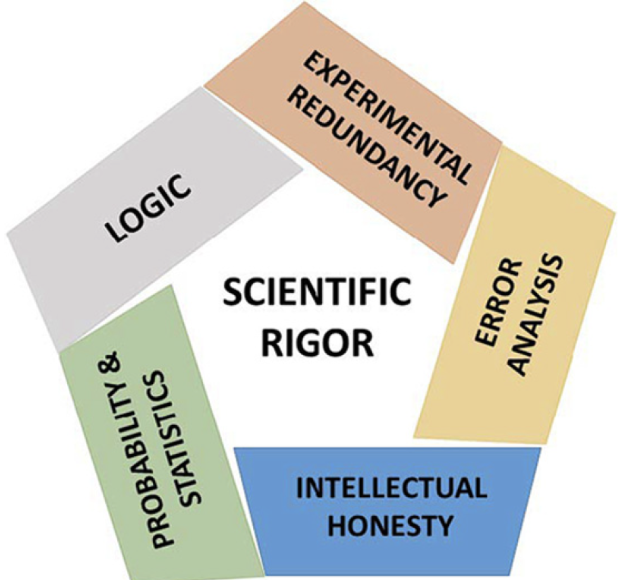 EXPERIMENTAL
REDUNDANCY
LOGIC
SCIENTIFIC
RIGOR
ERROR
ANALYSIS
PROBABILITY &
STATISTICS
INTELLECTUAL
HONESTY